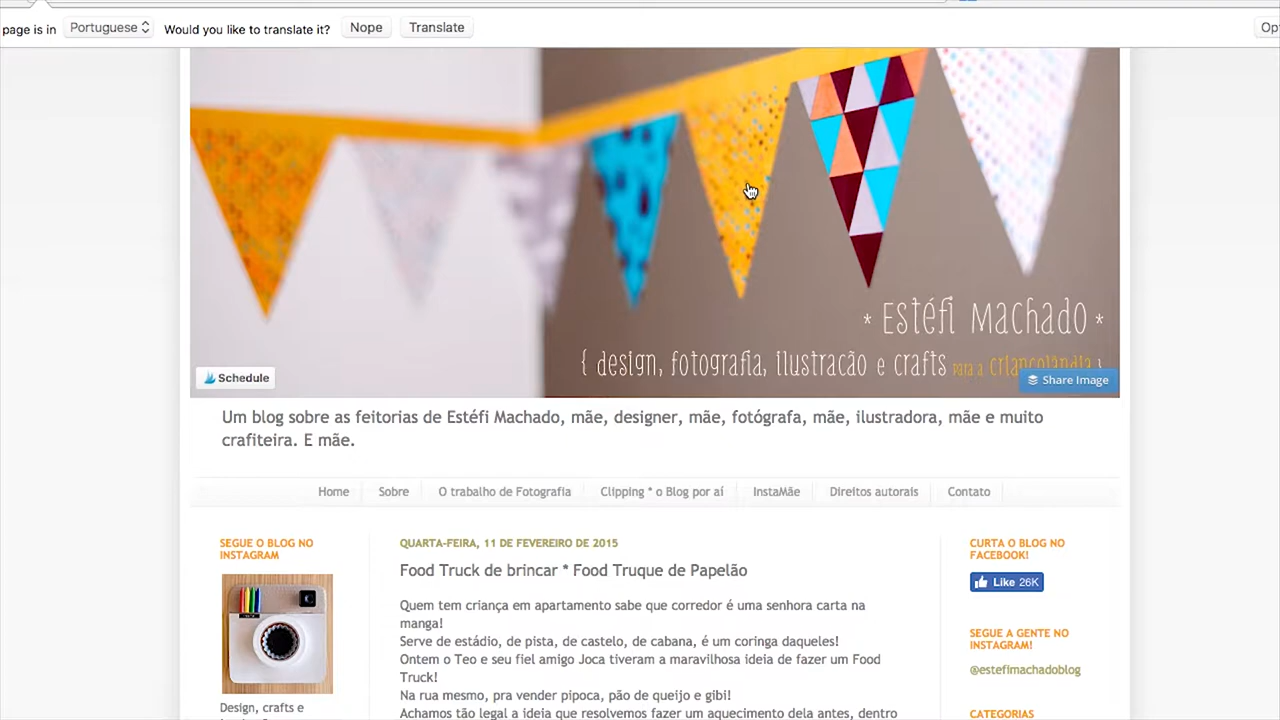 page is in Portuguese Would you like to translate it? Nope Translate
* Estéfi Machado *
{ design, fotografia, ilustracão e crafts para a criancolândia }
Schedule
Share Image
Um blog sobre as feitorias de Estéfi Machado, mãe, designer, mãe, fotógrafa, mãe, ilustradora, mãe e muito
crafiteira. E mãe.
Home Sobre O trabalho de Fotografia Clipping * o Blog por aí InstaMãe Direitos autorais Contato
SEGUE O BLOG NO
INSTAGRAM
Design, crafts e
QUARTA-FEIRA, 11 DE FEVEREIRO DE 2015
Food Truck de brincar * Food Truque de Papelão
Quem tem criança em apartamento sabe que corredor é uma senhora carta na
manga!
Serve de estádio, de pista, de castelo, de cabana, é um coringa daqueles!
Ontem o Teo e seu fiel amigo Joca tiveram a maravilhosa ideia de fazer um Food
Truck!
Na rua mesmo, pra vender pipoca, pão de queijo e gibi!
Achamos tão legal a ideia que resolvemos fazer um aquecimento dela antes, dentro
CURTA O BLOG NO
FACEBOOK!
Like 26K
SEGUE A GENTE NO
INSTAGRAM!
@estefimachadoblog
CATEGORIAS